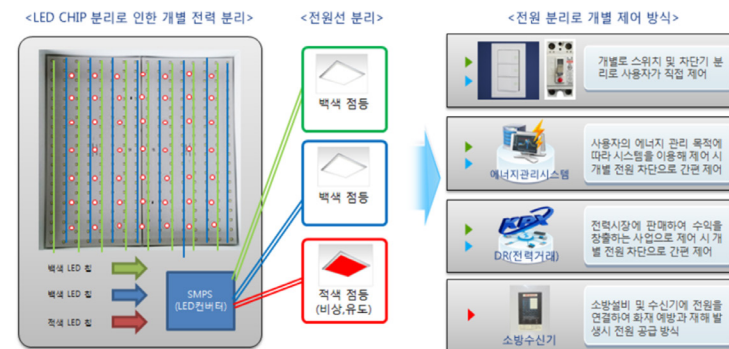 <LED CHIP 분리로 인한 개별 전력 분리>
<전원선 분리>
<전원 분리로 개별 제어 방식>
백색 LED 칩
백색 LED 칩
적색 LED 칩
SMPS
(LED컨버터)
백색 점등
백색 점등
적색 점등
(비상,유도)
개별로 스위치 및 차단기 분
리로 사용자가 직접 제어
에너지관리시스템
사용자의 에너지 관리 목적에
따라 시스템을 이용해 제어 시
개별 전원 차단으로 간편 제어
KPX
DR(전력거래)
전력시장에 판매하여 수익을
창출하는 사업으로 제어 시 개
별 전원 차단으로 간편 제어
소방수신기
소방설비 및 수신기에 전원을
연결하여 화재 예방과 재해 발
생시 전원 공급 방식